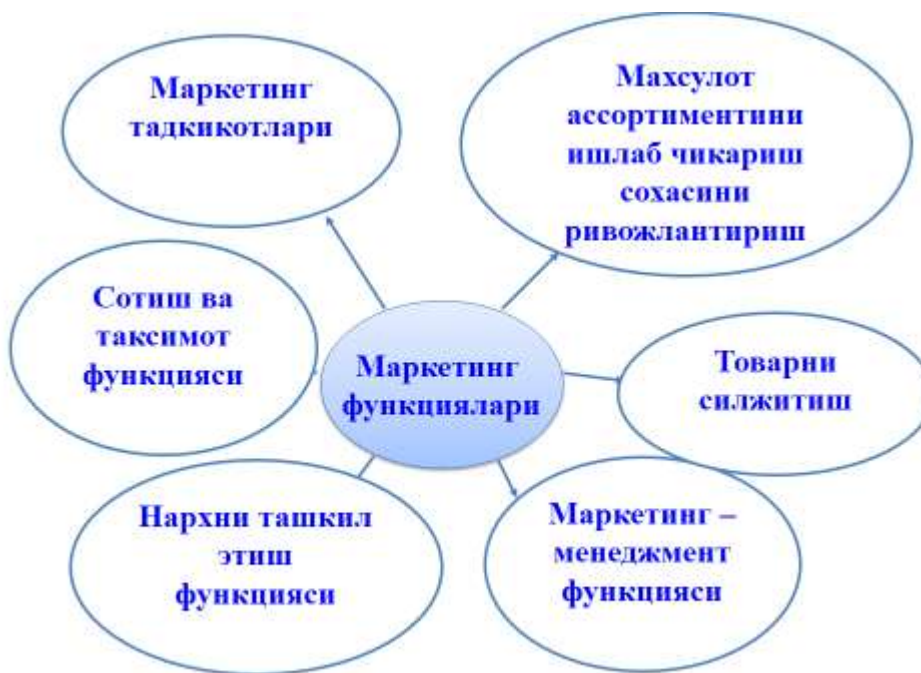 Маркетинг
тадкикотлари
Махсулот
ассортиментини
ишлаб чикариш
сохасини
ривожлантириш
Сотиш ва
таксимот
функцияси
Маркетинг
функциялари
Товарни
силжитиш
Нархни ташкил
этиш
функцияси
Маркетинг –
менеджмент
функцияси